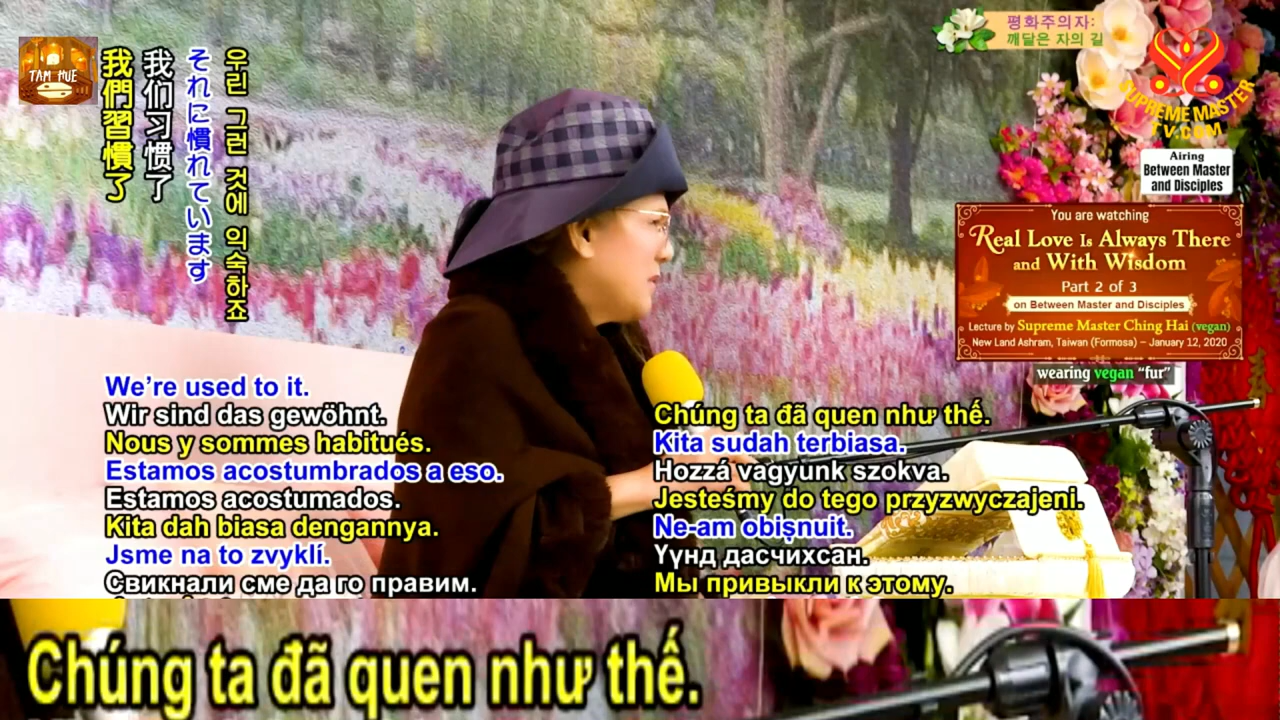 TAM HUE
我們習慣了
我们习惯了
それに慣れています
우린 그런 것에 익숙하죠
평화주의자:
깨달은 자의 길
SUPREME MASTER
TV.COM
Airing
Between Master
and Disciples
You are watching
Real Love Is Always There
and With Wisdom
Part 2 of 3
on Between Master and Disciples
Lecture by Supreme Master Ching Hai (vegan)
New Land Ashram, Taiwan (Formosa) – January 12, 2020
wearing vegan “fur”
We’re used to it.
Wir sind das gewöhnt.
Nous y sommes habitués.
Estamos acostumbrados a eso.
Estamos acostumados.
Kita dah biasa dengannya.
Jsme na to zvyklí.
Свикнали сме да го правим.
Chúng ta đã quen như thế.
Kita sudah terbiasa.
Hozzá vagyunk szokva.
Jesteśmy do tego przyzwyczajeni.
Ne-am obișnuit.
Үүнд дасчихсан.
Мы привыкли к этому.
Chúng ta đã quen như thế.